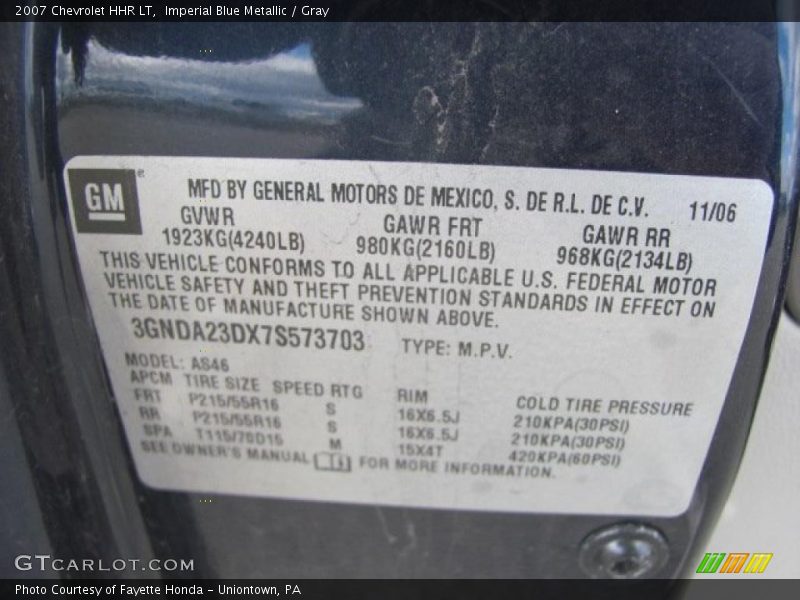 2007 Chevrolet HHR LT, Imperial Blue Metallic / Gray
GM®
MFD BY GENERAL MOTORS DE MEXICO, S. DE R.L. DE C.V. 11/06
GVWR GAWR FRT GAWR RR
1923KG(4240LB) 980KG(2160LB) 968KG(2134LB)
THIS VEHICLE CONFORMS TO ALL APPLICABLE U.S. FEDERAL MOTOR
VEHICLE SAFETY AND THEFT PREVENTION STANDARDS IN EFFECT ON
THE DATE OF MANUFACTURE SHOWN ABOVE.
3GNDA23DX7S573703 TYPE: M.P.V.
MODEL: AS46
APCM TIRE SIZE SPEED RTG RIM COLD TIRE PRESSURE
FRT P215/55R16 S 16X6.5J 210KPA(30PSI)
RR P215/55R16 S 16X6.5J 210KPA(30PSI)
SPA T115/70D15 M 15X4T 420KPA(60PSI)
SEE OWNER'S MANUAL FOR MORE INFORMATION.
GTCARLOT.COM
Photo Courtesy of Fayette Honda - Uniontown, PA